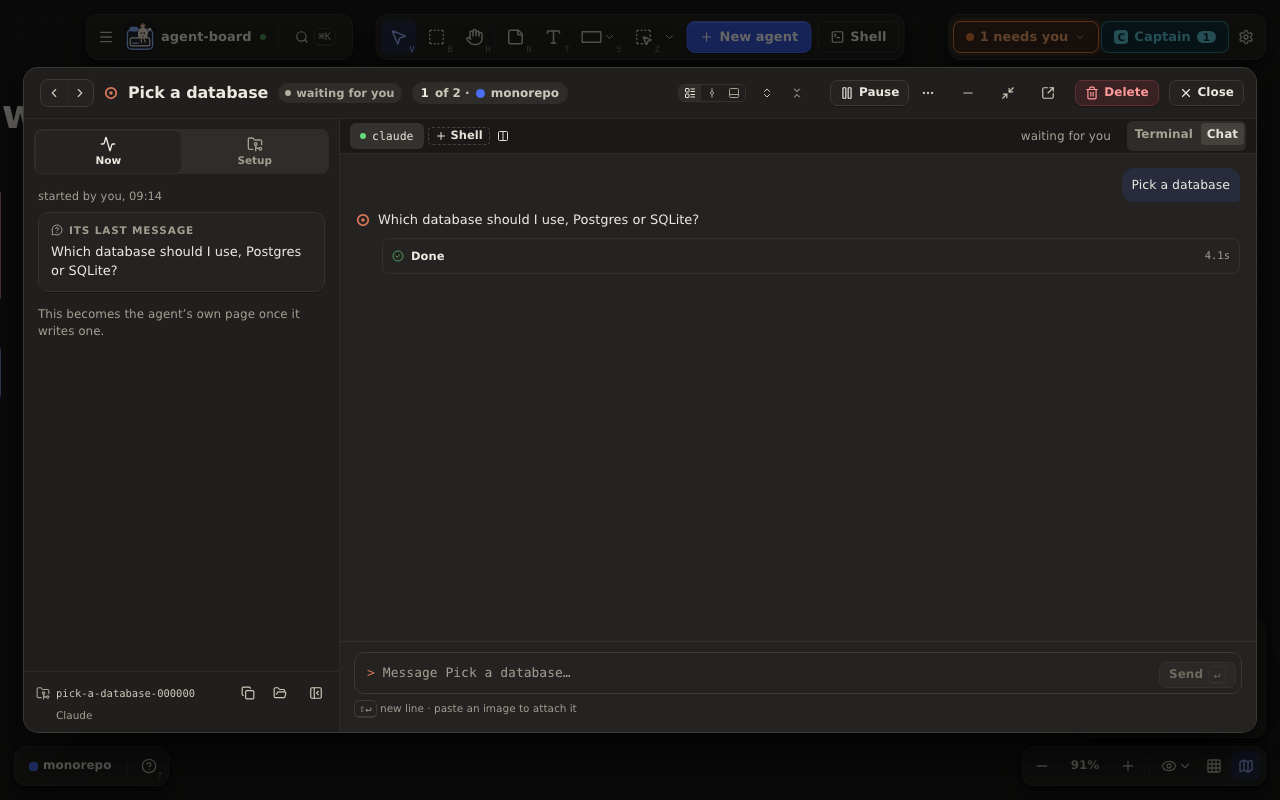 agent-board
⌘K
V
B
H
N
T
S
Z
New agent
Shell
1 needs you
C Captain 1
Pick a database
waiting for you
1 of 2 · monorepo
Pause
Delete
Close
Now
Setup
claude
Shell
waiting for you
Terminal
Chat
started by you, 09:14
ITS LAST MESSAGE
Which database should I use, Postgres
or SQLite?
This becomes the agent’s own page once it
writes one.
Pick a database
Which database should I use, Postgres or SQLite?
Done
4.1s
> Message Pick a database…
Send ↵
⇧↵ new line · paste an image to attach it
pick-a-database-000000
Claude
monorepo
?
91%